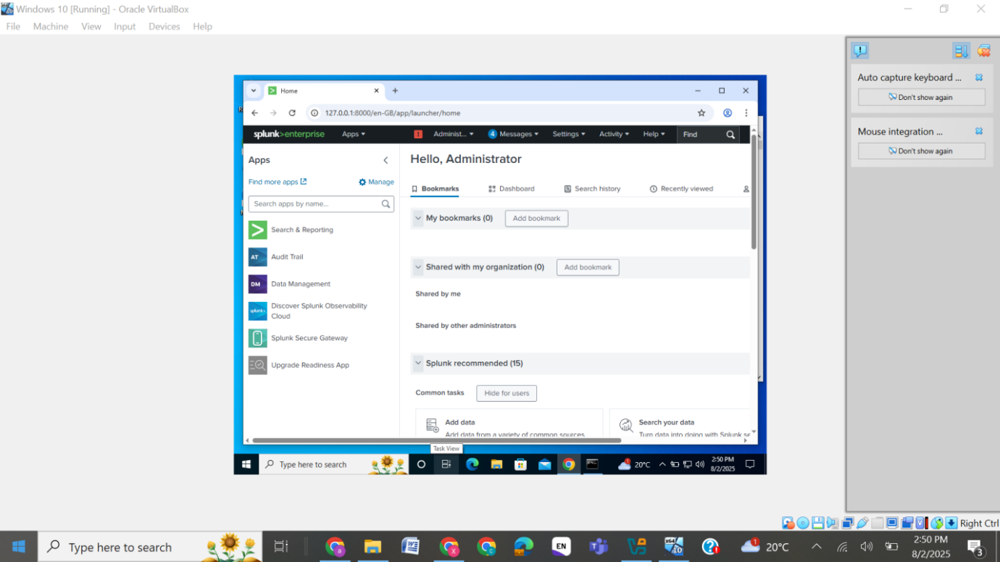 Windows 10 [Running] - Oracle VirtualBox
File Machine View Input Devices Help
Auto capture keyboard ...
Don't show again
Mouse integration ...
Don't show again
Home
127.0.0.1:8000/en-GB/app/launcher/home
splunk>enterprise Apps ! Administ... 4 Messages Settings Activity Help Find
Apps
Find more apps Manage
Search apps by name...
Search & Reporting
AT Audit Trail
DM Data Management
splunk> Discover Splunk Observability
Cloud
Splunk Secure Gateway
Upgrade Readiness App
Hello, Administrator
Bookmarks Dashboard Search history Recently viewed
My bookmarks (0) Add bookmark
Shared with my organization (0) Add bookmark
Shared by me
Shared by other administrators
Splunk recommended (15)
Common tasks Hide for users
Add data
Add data from a variety of common sources.
Search your data
Turn data into doing with Splunk
Task View
Type here to search 20°C 2:50 PM
8/2/2025
Right Ctrl
Type here to search EN 1 20°C 2:50 PM
8/2/2025 3